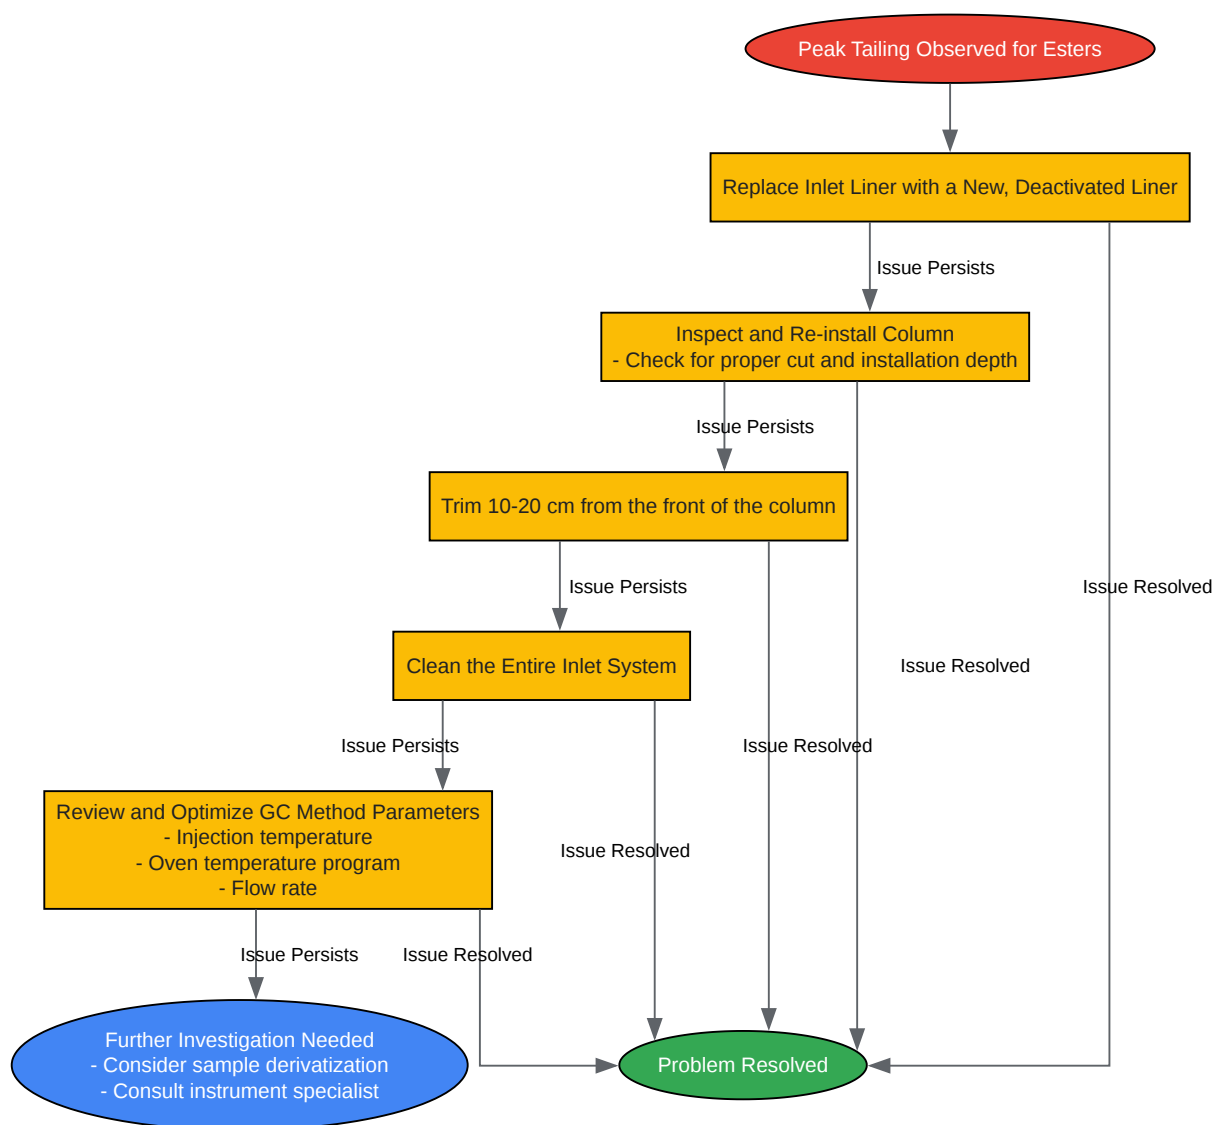 Peak Tailing Observed for Esters
Replace Inlet Liner with a New, Deactivated Liner
Issue Persists
Inspect and Re-install Column
- Check for proper cut and installation depth
Issue Persists
Trim 10-20 cm from the front of the column
Issue Persists
Issue Resolved
Clean the Entire Inlet System
Issue Resolved
Issue Persists
Issue Resolved
Review and Optimize GC Method Parameters
- Injection temperature
- Oven temperature program
- Flow rate
Issue Resolved
Issue Persists
Issue Resolved
Further Investigation Needed
- Consider sample derivatization
- Consult instrument specialist
Problem Resolved